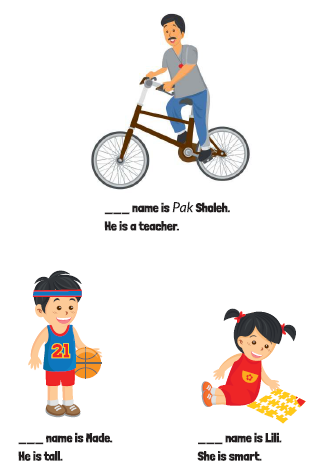 ___ name is Pak Shaleh.
He is a teacher.
21
___ name is Made.
He is tall.
___ name is Lili.
She is smart.